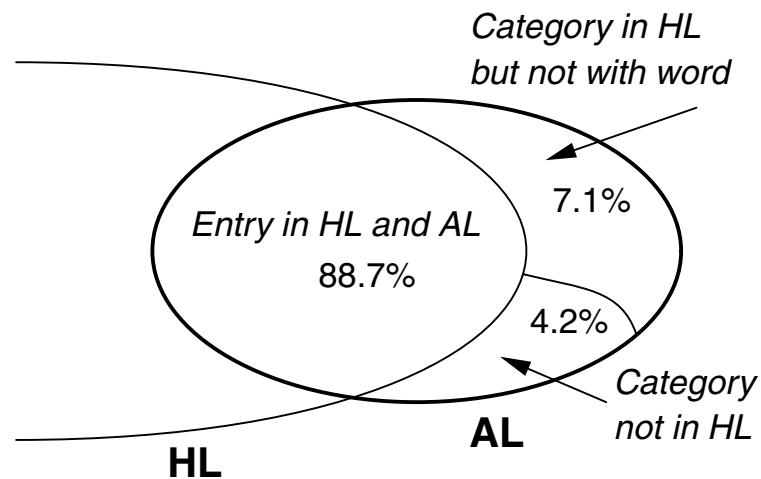 Category in HL
but not with word
7.1%
Entry in HL and AL
88.7%
4.2%
Category
not in HL
AL
HL